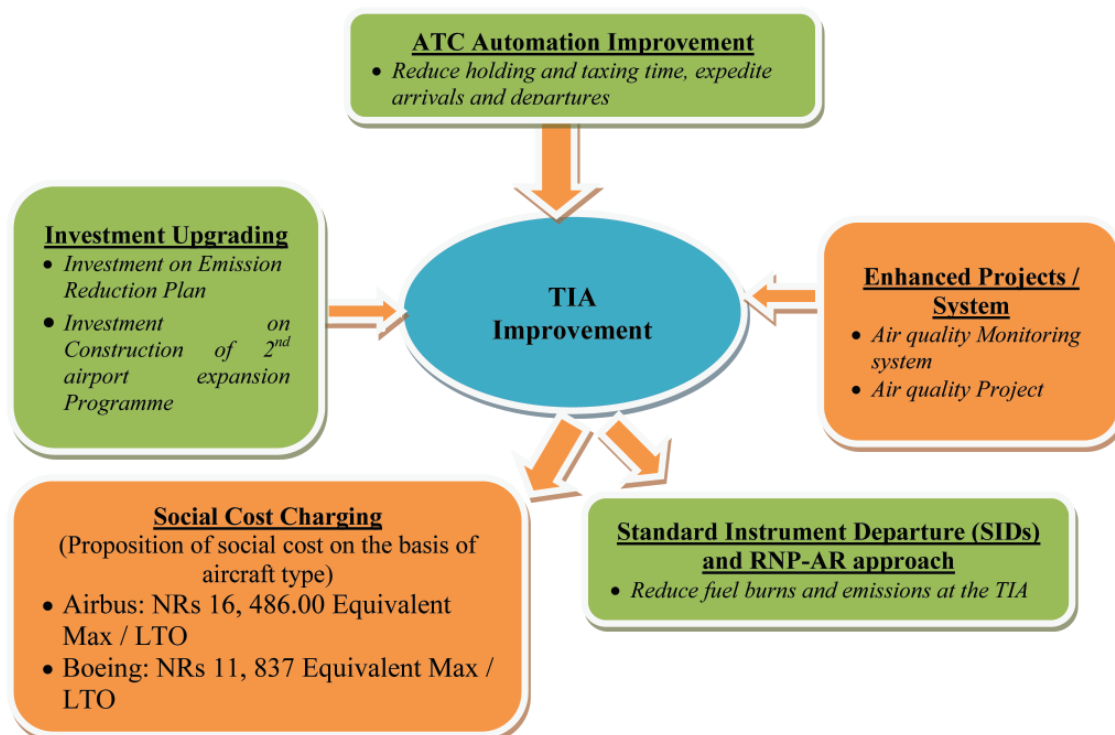 ATC Automation Improvement
• Reduce holding and taxing time, expedite
arrivals and departures
Investment Upgrading
• Investment on Emission
Reduction Plan
• Investment on
Construction of 2nd
airport expansion
Programme
TIA
Improvement
Enhanced Projects /
System
• Air quality Monitoring
system
• Air quality Project
Social Cost Charging
(Proposition of social cost on the basis of
aircraft type)
• Airbus: NRs 16, 486.00 Equivalent
Max / LTO
• Boeing: NRs 11, 837 Equivalent Max /
LTO
Standard Instrument Departure (SIDs)
and RNP-AR approach
• Reduce fuel burns and emissions at the TIA